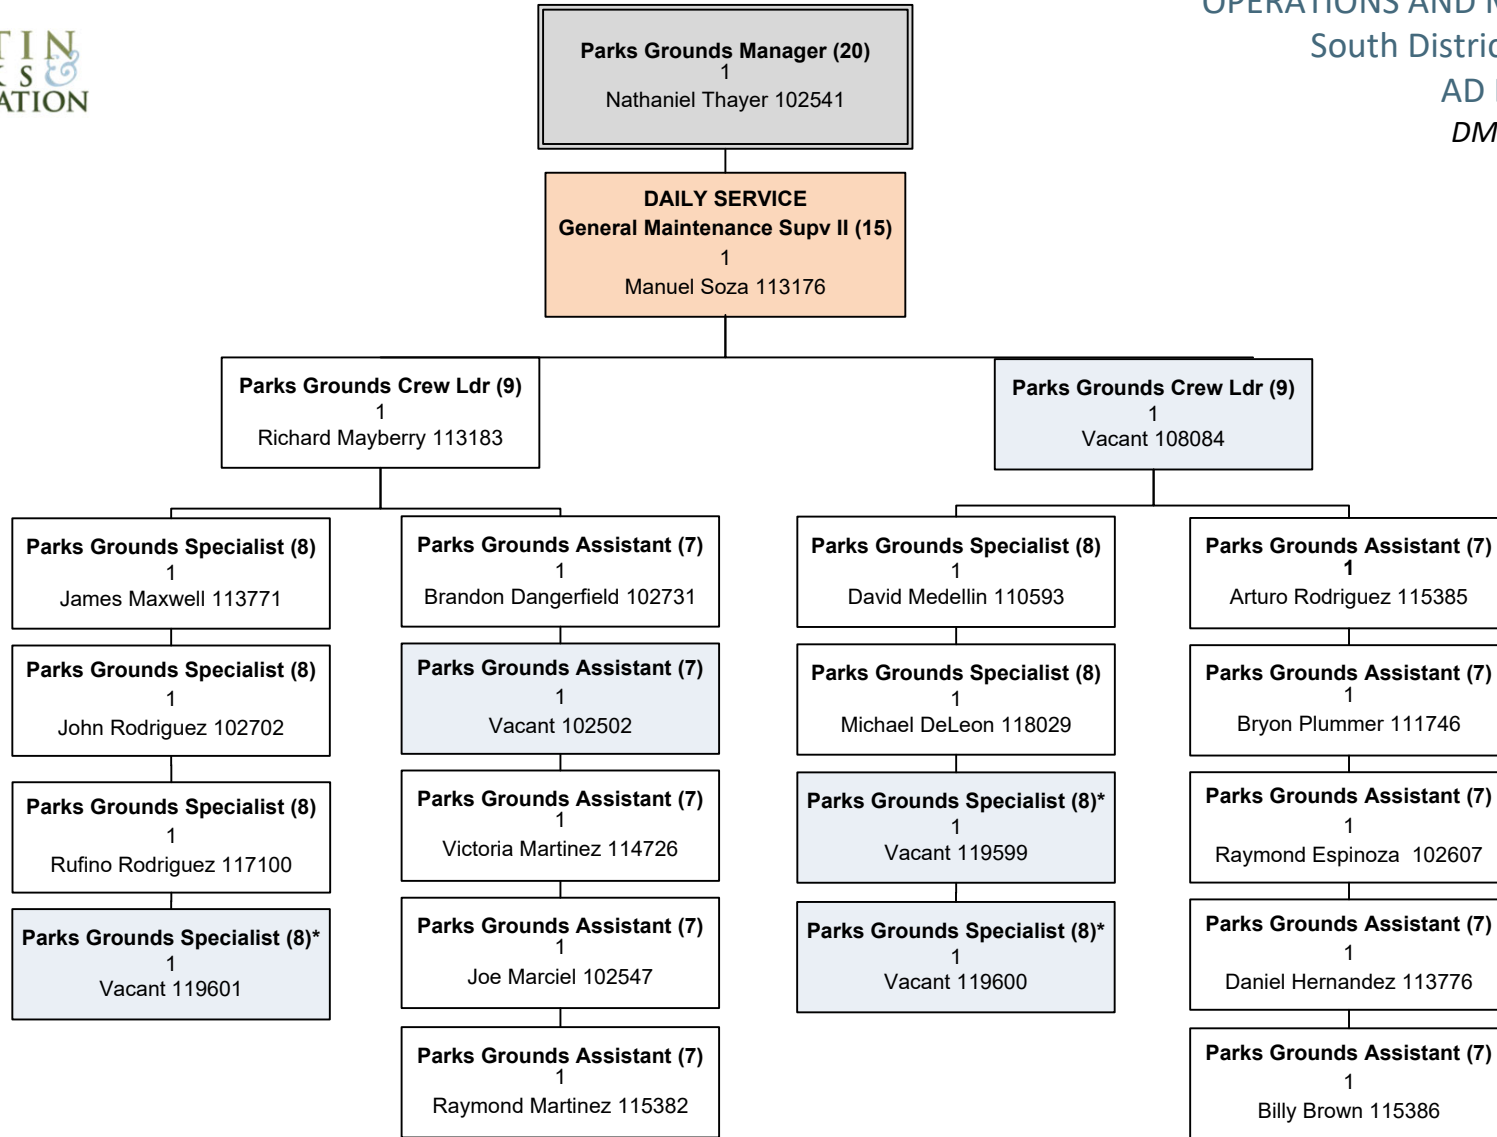 TIN
KS &
ATION
OPERATIONS AND
South Distric
AD
DM
Parks Grounds Manager (20)
1
Nathaniel Thayer 102541
DAILY SERVICE
General Maintenance Supv II (15)
1
Manuel Soza 113176
Parks Grounds Crew Ldr (9)
1
Richard Mayberry 113183
Parks Grounds Crew Ldr (9)
1
Vacant 108084
Parks Grounds Specialist (8)
1
James Maxwell 113771
Parks Grounds Specialist (8)
1
John Rodriguez 102702
Parks Grounds Specialist (8)
1
Rufino Rodriguez 117100
Parks Grounds Specialist (8)*
1
Vacant 119601
Parks Grounds Assistant (7)
1
Brandon Dangerfield 102731
Parks Grounds Assistant (7)
1
Vacant 102502
Parks Grounds Assistant (7)
1
Victoria Martinez 114726
Parks Grounds Assistant (7)
1
Joe Marciel 102547
Parks Grounds Assistant (7)
1
Raymond Martinez 115382
Parks Grounds Specialist (8)
1
David Medellin 110593
Parks Grounds Specialist (8)
1
Michael DeLeon 118029
Parks Grounds Specialist (8)*
1
Vacant 119599
Parks Grounds Specialist (8)*
1
Vacant 119600
Parks Grounds Assistant (7)
1
Arturo Rodriguez 115385
Parks Grounds Assistant (7)
1
Bryon Plummer 111746
Parks Grounds Assistant (7)
1
Raymond Espinoza 102607
Parks Grounds Assistant (7)
1
Daniel Hernandez 113776
Parks Grounds Assistant (7)
1
Billy Brown 115386